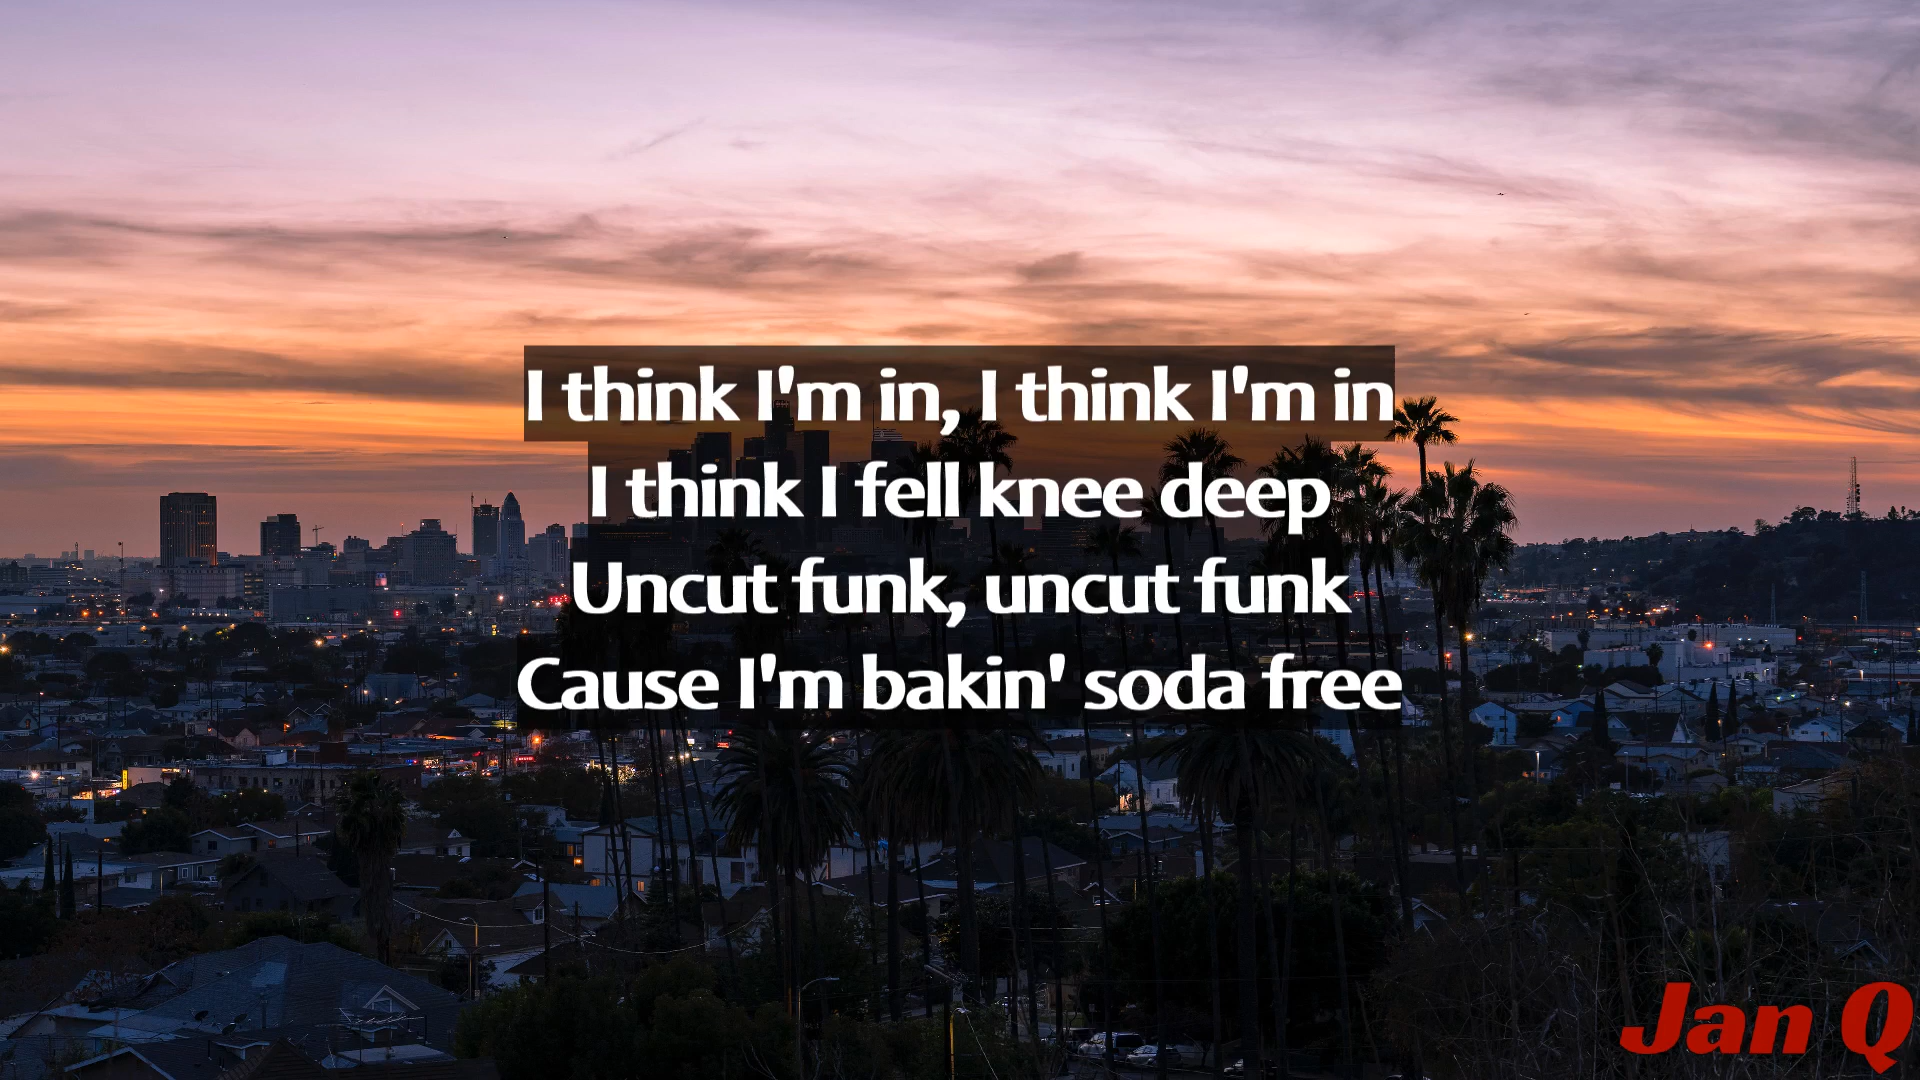 I think I'm in, I think I'm in
I think I fell knee deep
Uncut funk, uncut funk
Cause I'm bakin' soda free
Jan Q